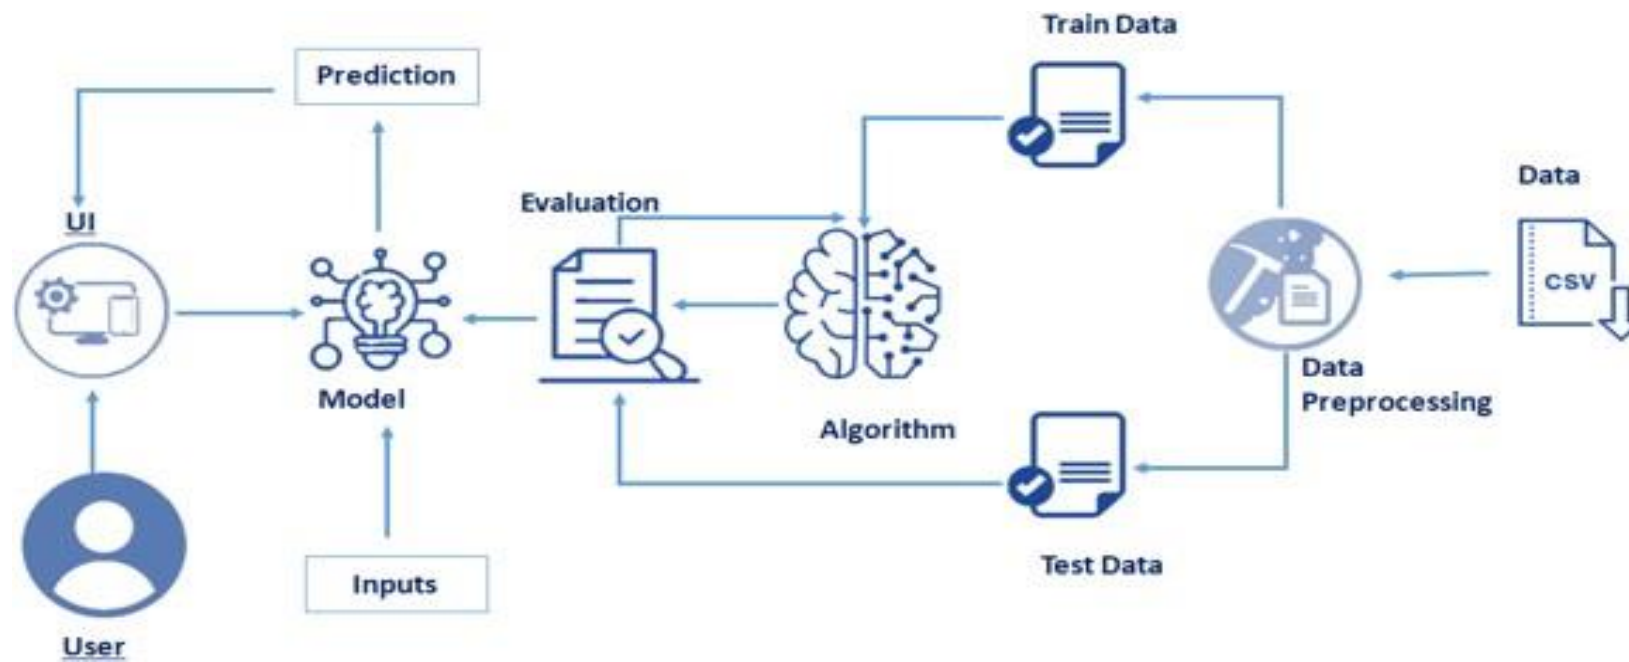 Train Data
Prediction
Data
Evaluation
UI
CSV
Data
Preprocessing
Model
Algorithm
Test Data
Inputs
User